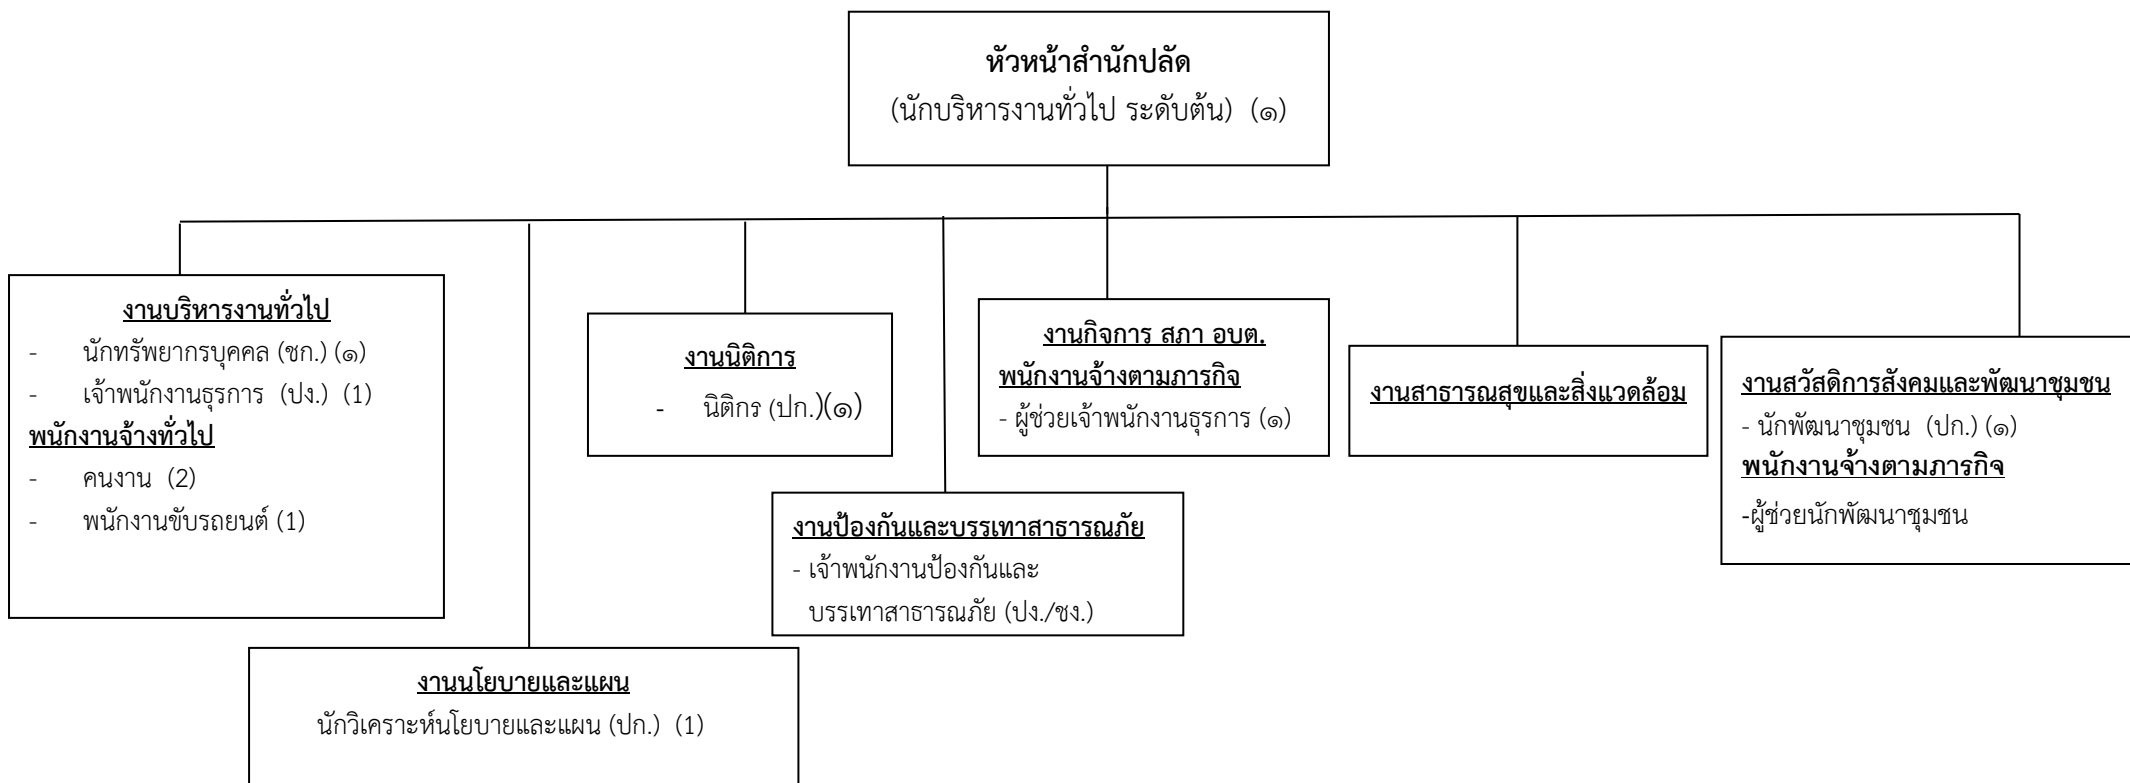 หัวหน้าสำนักปลัด
(นักบริหารงานทั่วไป ระดับต้น) (๑)
งานบริหารงานทั่วไป
- นักทรัพยากรบุคคล (ชก.) (๑)
- เจ้าพนักงานธุรการ (ปง.) (1)
พนักงานจ้างทั่วไป
- คนงาน (2)
- พนักงานขับรถยนต์ (1)
งานนโยบายและแผน
นักวิเคราะห์นโยบายและแผน (ปก.) (1)
งานนิติการ
- นิติกร (ปก.)(๑)
งานป้องกันและบรรเทาสาธารณภัย
- เจ้าพนักงานป้องกันและ
บรรเทาสาธารณภัย (ปง./ชง.)
งานกิจการ สภา อบต.
พนักงานจ้างตามภารกิจ
- ผู้ช่วยเจ้าพนักงานธุรการ (๑)
งานสาธารณสุขและสิ่งแวดล้อม
งานสวัสดิการสังคมและพัฒนาชุมชน
- นักพัฒนาชุมชน (ปก.) (๑)
พนักงานจ้างตามภารกิจ
-ผู้ช่วยนักพัฒนาชุมชน